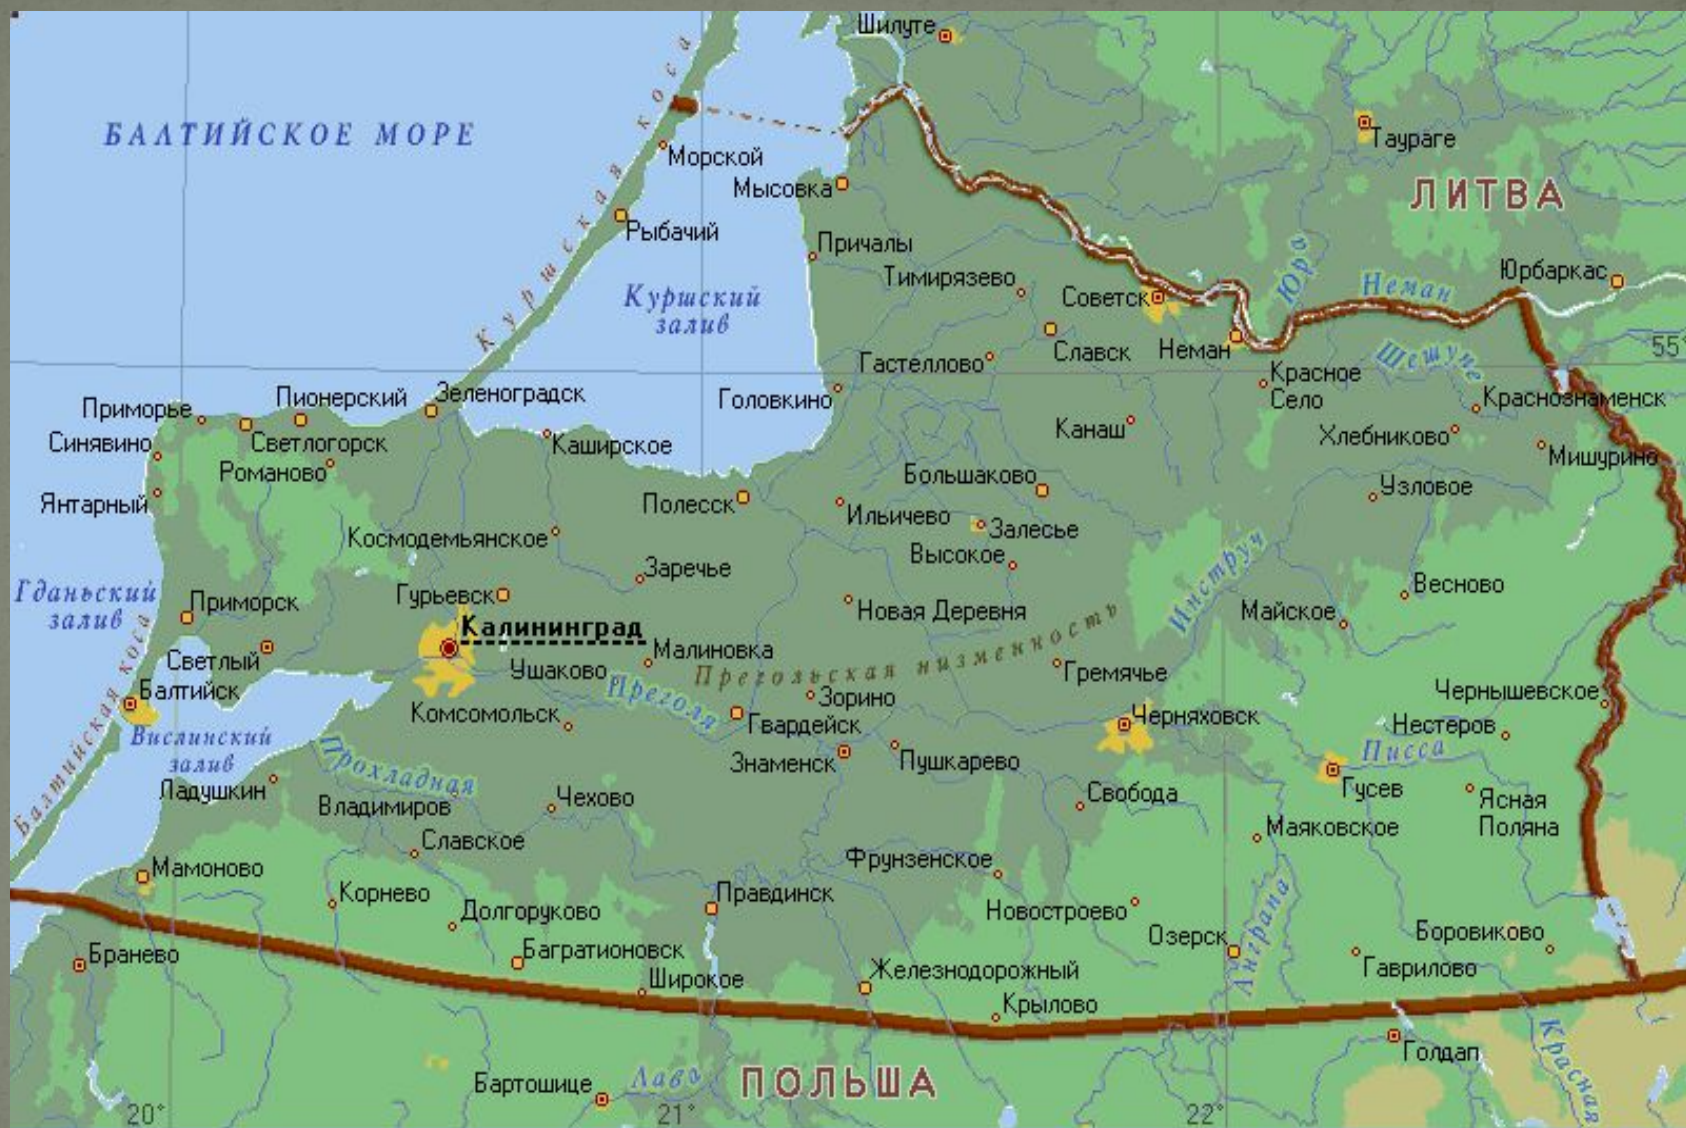 Шилуте
Куршская коса
БАЛТИЙСКОЕ МОРЕ
Таураге
Морской
Мысовка
ЛИТВА
Рыбачий
Причалы
Тимирязево
Юра
Юрбаркас
Куршский
залив
Советск
Неман
Славск
Неман
55°
Гастеллово
Шешупе
Красное
Село
Пионерский
Зеленоградск
Головкино
Краснознаменск
Приморье
Светлогорск
Канаш
Хлебниково
Синявино
Каширское
Мишурино
Романово
Большаково
Узловое
Янтарный
Полесск
Ильичево
Залесье
Космодемьянское
Высокое
Инструч
Заречье
Весново
Гданьский
залив
Приморск
Гурьевск
Новая Деревня
Майское
Калининград
Прегольская низменность
Светлый
Ушаково
Малиновка
Гремячье
Балтийск
Преголя
Зорино
Чернышевское
Балтийская коса
Комсомольск
Гвардейск
Черняховск
Нестеров
Вислинский
залив
Прохладная
Знаменск
Пушкарево
Писса
Ладушкин
Владимиров
Чехово
Свобода
Гусев
Ясная
Поляна
Славское
Маяковское
Мамоново
Фрунзенское
Корнево
Правдинск
Долгоруково
Новостроево
Анграпа
Багратионовск
Озерск
Боровиково
Бранево
Широкое
Железнодорожный
Гаврилово
Крылово
Красная
Голдап
Бартошице
Лава
ПОЛЬША
20°
21°
22°